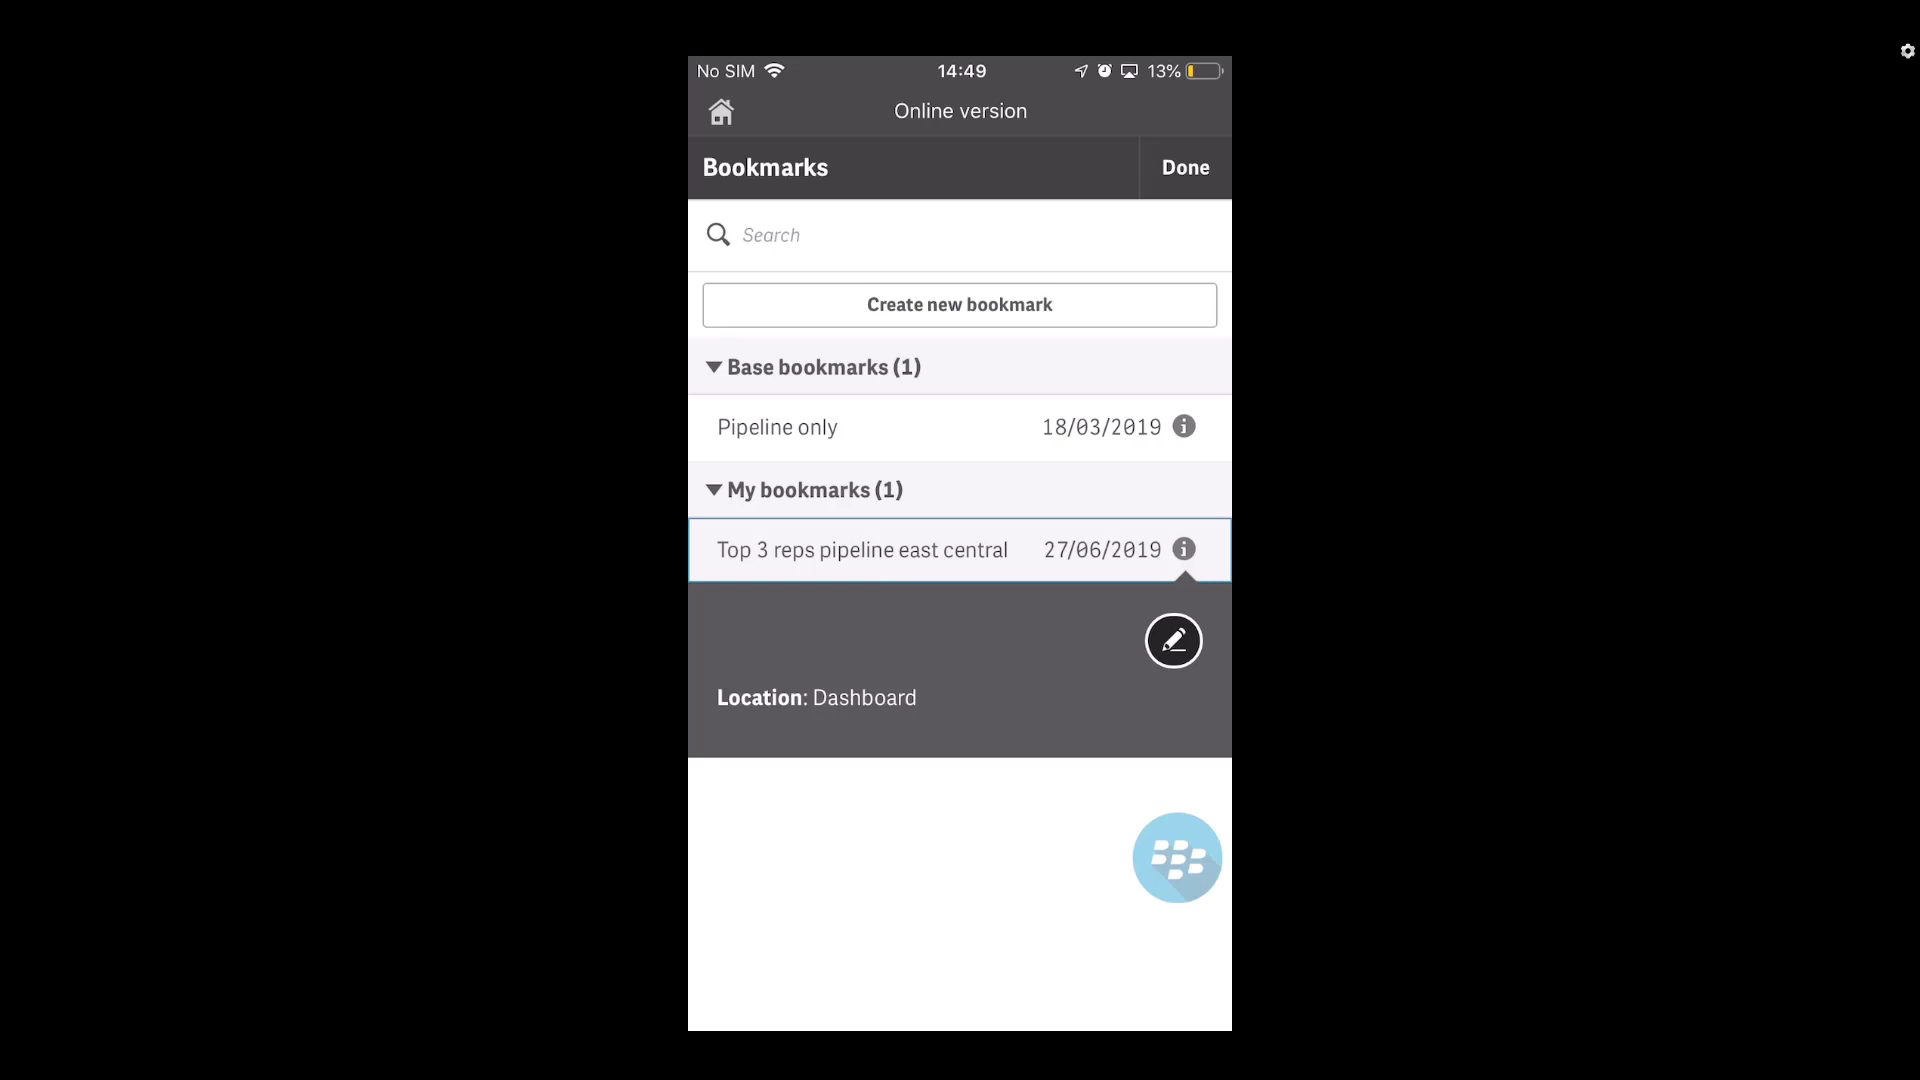 No SIM 14:49 13%
Online version
Bookmarks Done
Search
Create new bookmark
Base bookmarks (1)
Pipeline only 18/03/2019
My bookmarks (1)
Top 3 reps pipeline east central 27/06/2019
Location: Dashboard